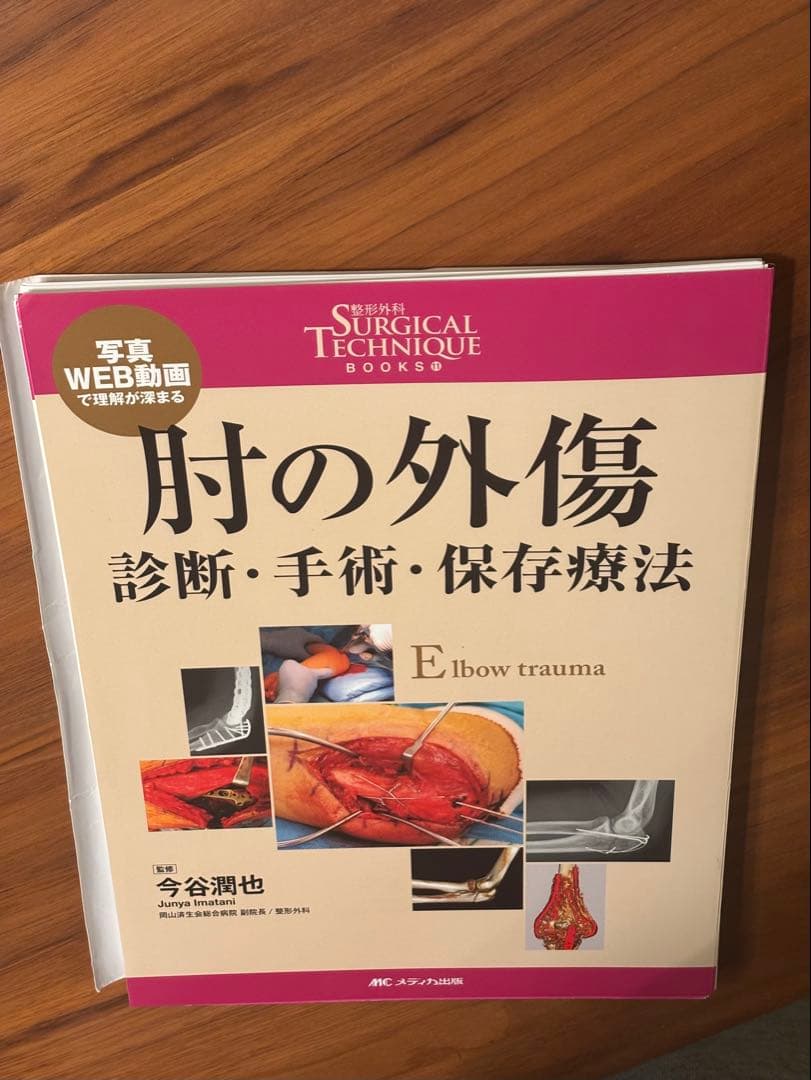 整形外科
SURGICAL
TECHNIQUE
BOOKS⑪
写真
WEB動画
で理解が深まる
肘の外傷
診断・手術・保存療法
Elbow trauma
監修
今谷潤也
Junya Imatani
岡山済生会総合病院 副院長/整形外科
MC メディカ出版